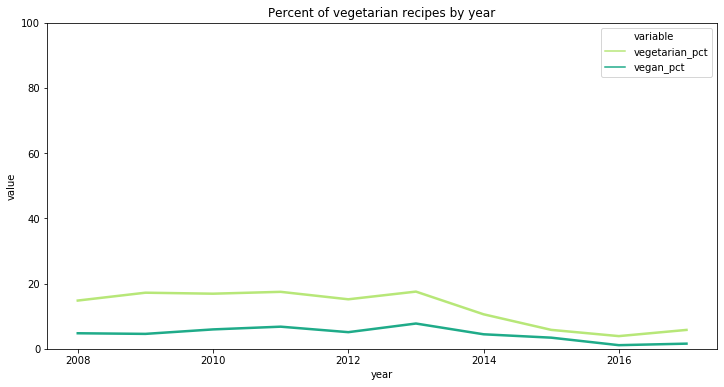 Percent of vegetarian recipes by year
variable
vegetarian_pct
vegan_pct
100
80
60
40
20
0
value
2008 2010 2012 2014 2016
year